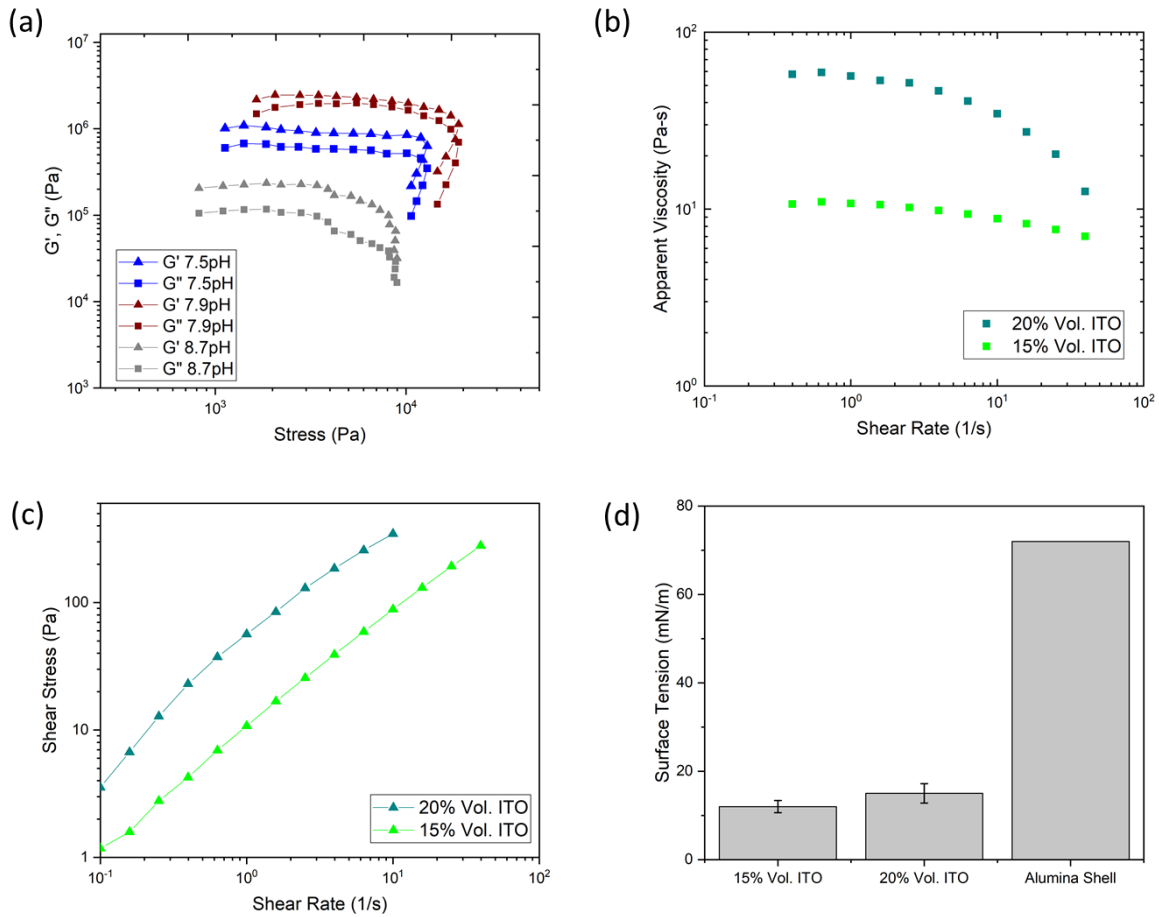 (a)
10⁷
10⁶
10⁵
10⁴
10³
G', G" (Pa)
G' 7.5pH
G" 7.5pH
G' 7.9pH
G" 7.9pH
G' 8.7pH
G" 8.7pH
10³
10⁴
Stress (Pa)
(b)
10²
10¹
10⁰
Apparent Viscosity (Pa-s)
20% Vol. ITO
15% Vol. ITO
10⁻¹
10⁰
10¹
10²
Shear Rate (1/s)
(c)
100
10
1
Shear Stress (Pa)
20% Vol. ITO
15% Vol. ITO
10⁻¹
10⁰
10¹
10²
Shear Rate (1/s)
(d)
80
60
40
20
0
Surface Tension (mN/m)
15% Vol. ITO
20% Vol. ITO
Alumina Shell